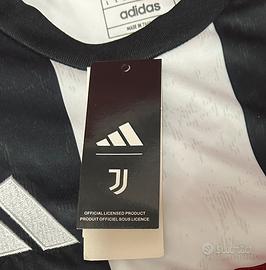 adidas
OFFICIAL LICENSED PRODUCT
PRODUIT OFFICIEL SOUS LICENCE